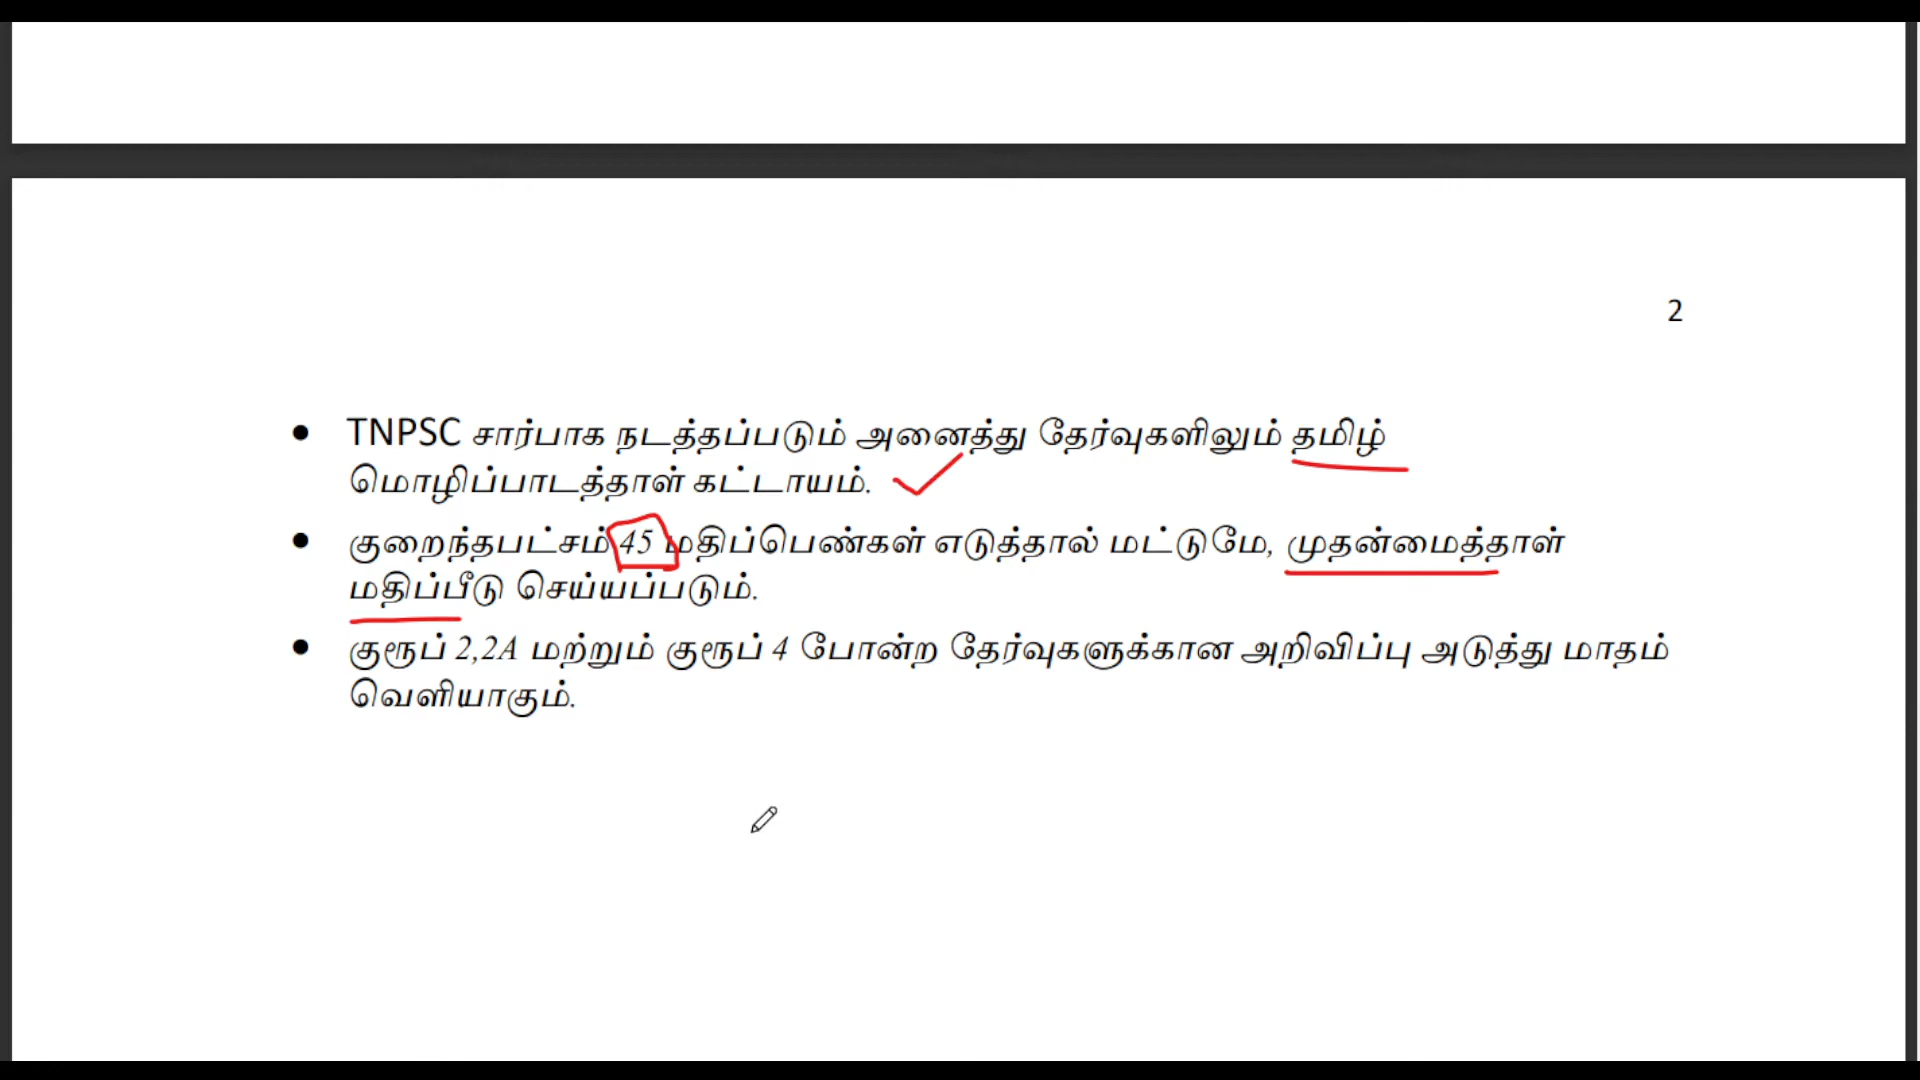 2
● TNPSC சார்பாக நடத்தப்படும் அனைத்து தேர்வுகளிலும் தமிழ்
மொழிப்பாடத்தாள் கட்டாயம்.
● குறைந்தபட்சம் 45 மதிப்பெண்கள் எடுத்தால் மட்டுமே, முதன்மைத்தாள்
மதிப்பீடு செய்யப்படும்.
● குரூப் 2,2A மற்றும் குரூப் 4 போன்ற தேர்வுகளுக்கான அறிவிப்பு அடுத்து மாதம்
வெளியாகும்.